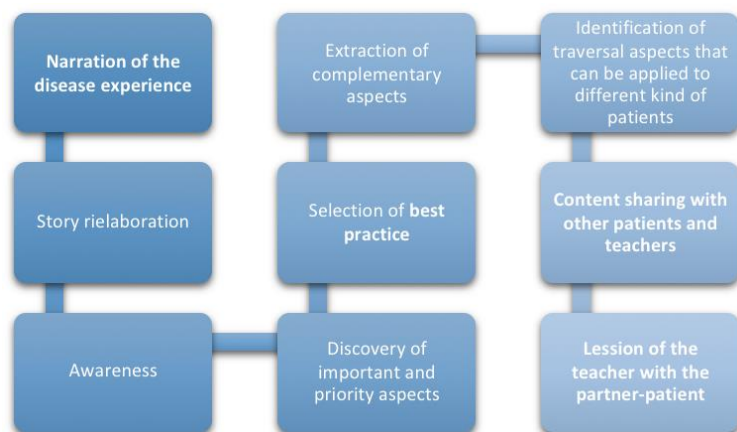 Narration of the
disease experience
Story rielaboration
Awareness
Discovery of
important and
priority aspects
Selection of best
practice
Extraction of
complementary
aspects
Identification of
traversal aspects that
can be applied to
different kind of
patients
Content sharing with
other patients and
teachers
Lession of the
teacher with the
partner-patient